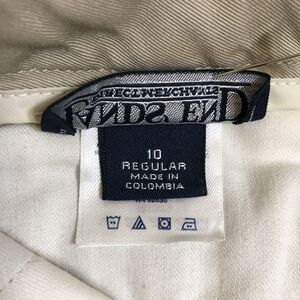 DIRECT MERCHANTS
LANDS' END
10
REGULAR
MADE IN
COLOMBIA